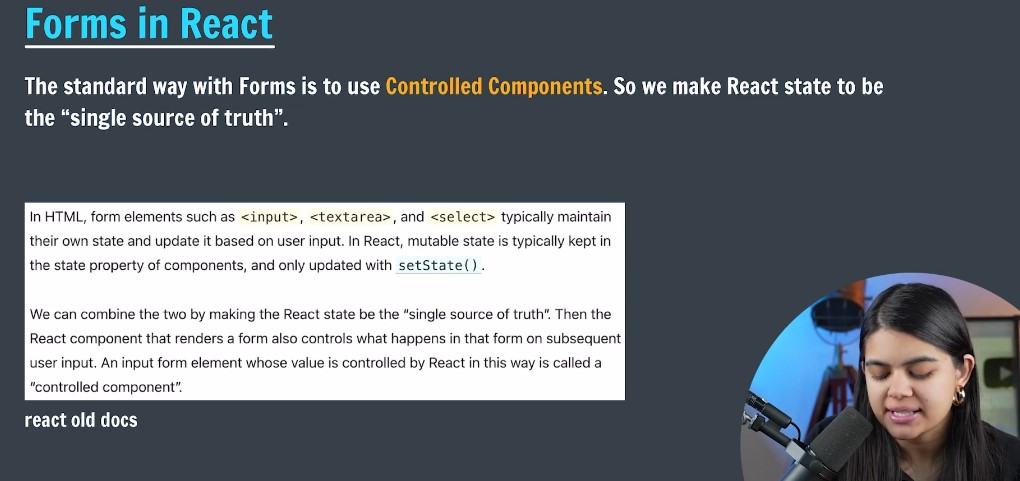 Forms in React
The standard way with Forms is to use Controlled Components. So we make React state to be
the “single source of truth”.
In HTML, form elements such as <input>, <textarea>, and <select> typically maintain
their own state and update it based on user input. In React, mutable state is typically kept in
the state property of components, and only updated with setState().
We can combine the two by making the React state be the “single source of truth”. Then the
React component that renders a form also controls what happens in that form on subsequent
user input. An input form element whose value is controlled by React in this way is called a
“controlled component”.
react old docs